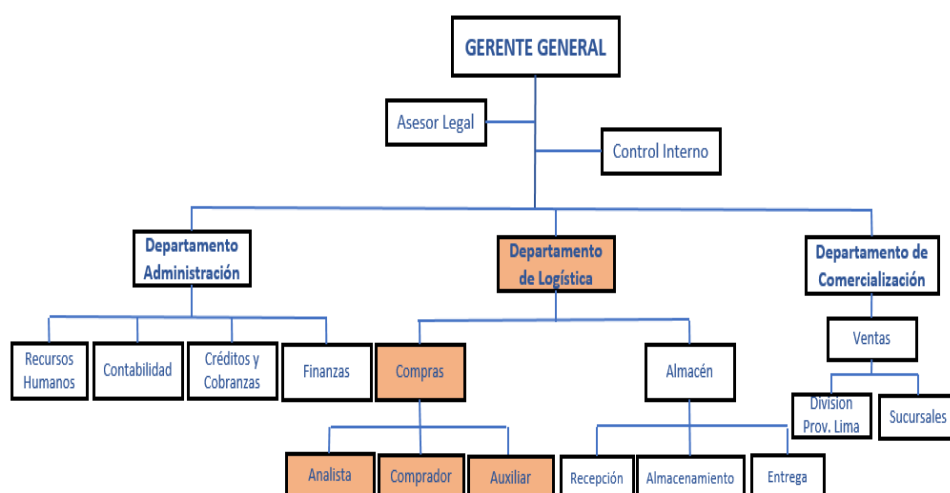 GERENTE GENERAL
Asesor Legal
Control Interno
Departamento
Administración
Departamento
de Logística
Departamento de
Comercialización
Recursos
Humanos
Contabilidad
Créditos y
Cobranzas
Finanzas
Compras
Almacén
Ventas
Division
Prov. Lima
Sucursales
Analista
Comprador
Auxiliar
Recepción
Almacenamiento
Entrega